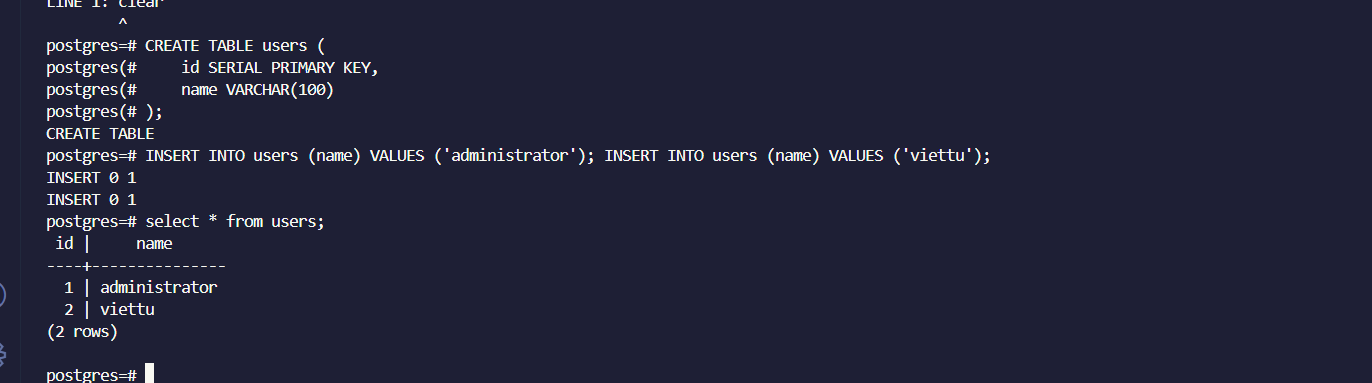 LINE 1: clear
^
postgres=# CREATE TABLE users (
postgres(#     id SERIAL PRIMARY KEY,
postgres(#     name VARCHAR(100)
postgres(# );
CREATE TABLE
postgres=# INSERT INTO users (name) VALUES ('administrator'); INSERT INTO users (name) VALUES ('viettu');
INSERT 0 1
INSERT 0 1
postgres=# select * from users;
 id |     name
----+---------------
  1 | administrator
  2 | viettu
(2 rows)
postgres=#